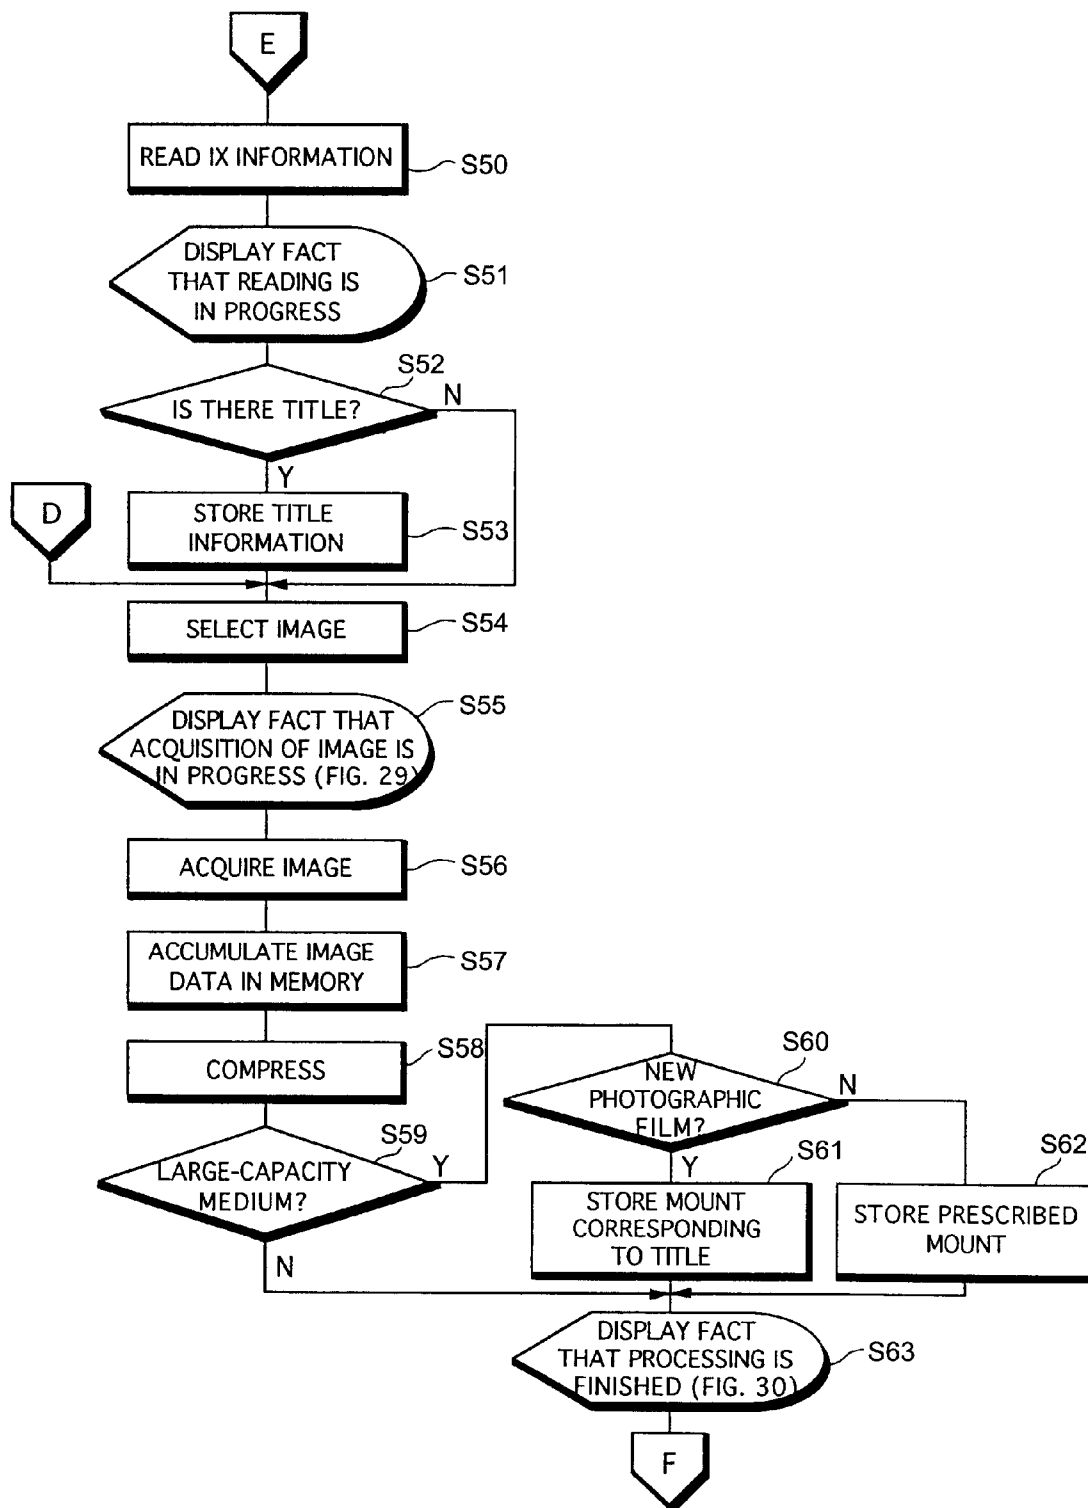 E
READ IX INFORMATION
S50
DISPLAY FACT
THAT READING IS
IN PROGRESS
S51
S52
IS THERE TITLE?
N
Y
D
STORE TITLE
INFORMATION
S53
SELECT IMAGE
S54
DISPLAY FACT THAT
ACQUISITION OF IMAGE IS
IN PROGRESS (FIG. 29)
S55
ACQUIRE IMAGE
S56
ACCUMULATE IMAGE
DATA IN MEMORY
S57
COMPRESS
S58
LARGE-CAPACITY
MEDIUM?
S59
Y
N
NEW
PHOTOGRAPHIC
FILM?
S60
N
Y
S61
STORE MOUNT
CORRESPONDING
TO TITLE
S62
STORE PRESCRIBED
MOUNT
DISPLAY FACT
THAT PROCESSING IS
FINISHED (FIG. 30)
S63
F